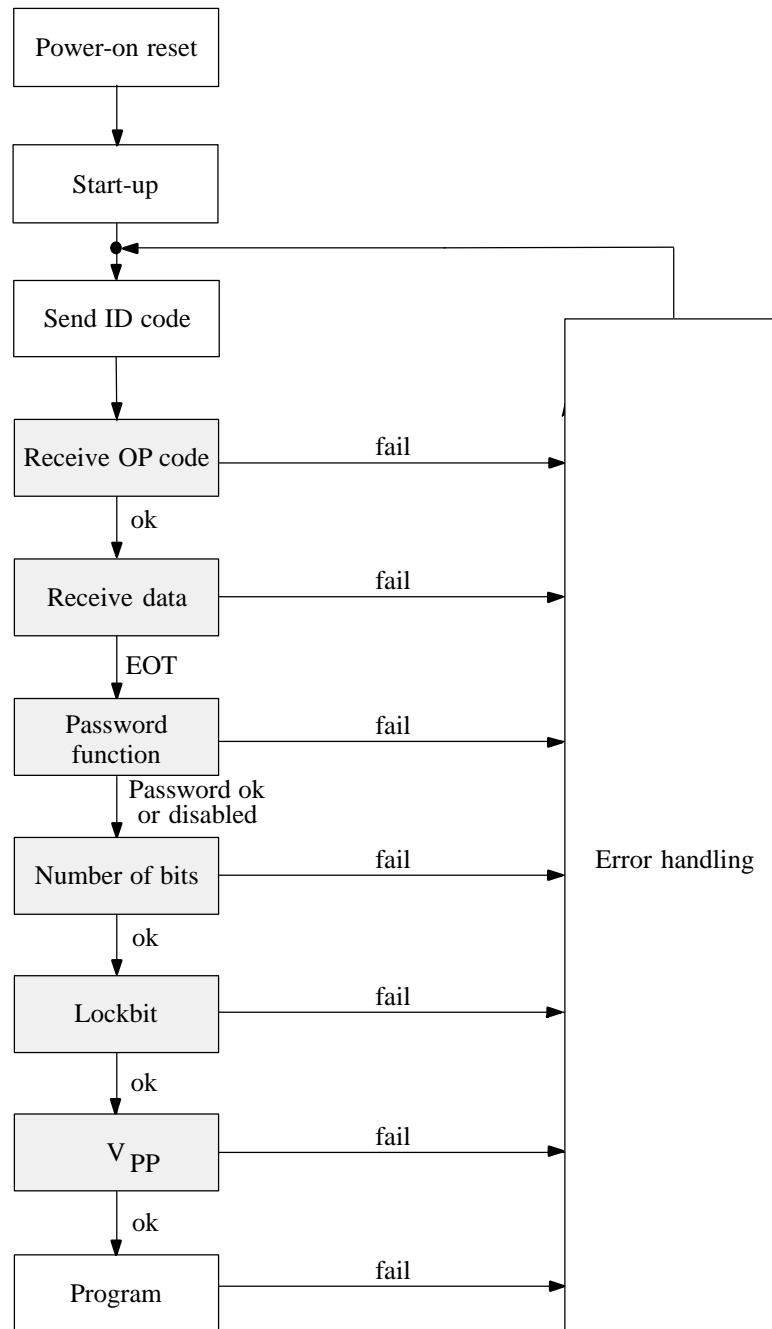 Power-on reset
Start-up
Send ID code
Receive OP code
fail
ok
Receive data
fail
EOT
Password
function
fail
Password ok
or disabled
Number of bits
fail
Error handling
ok
Lockbit
fail
ok
VPP
fail
ok
Program
fail